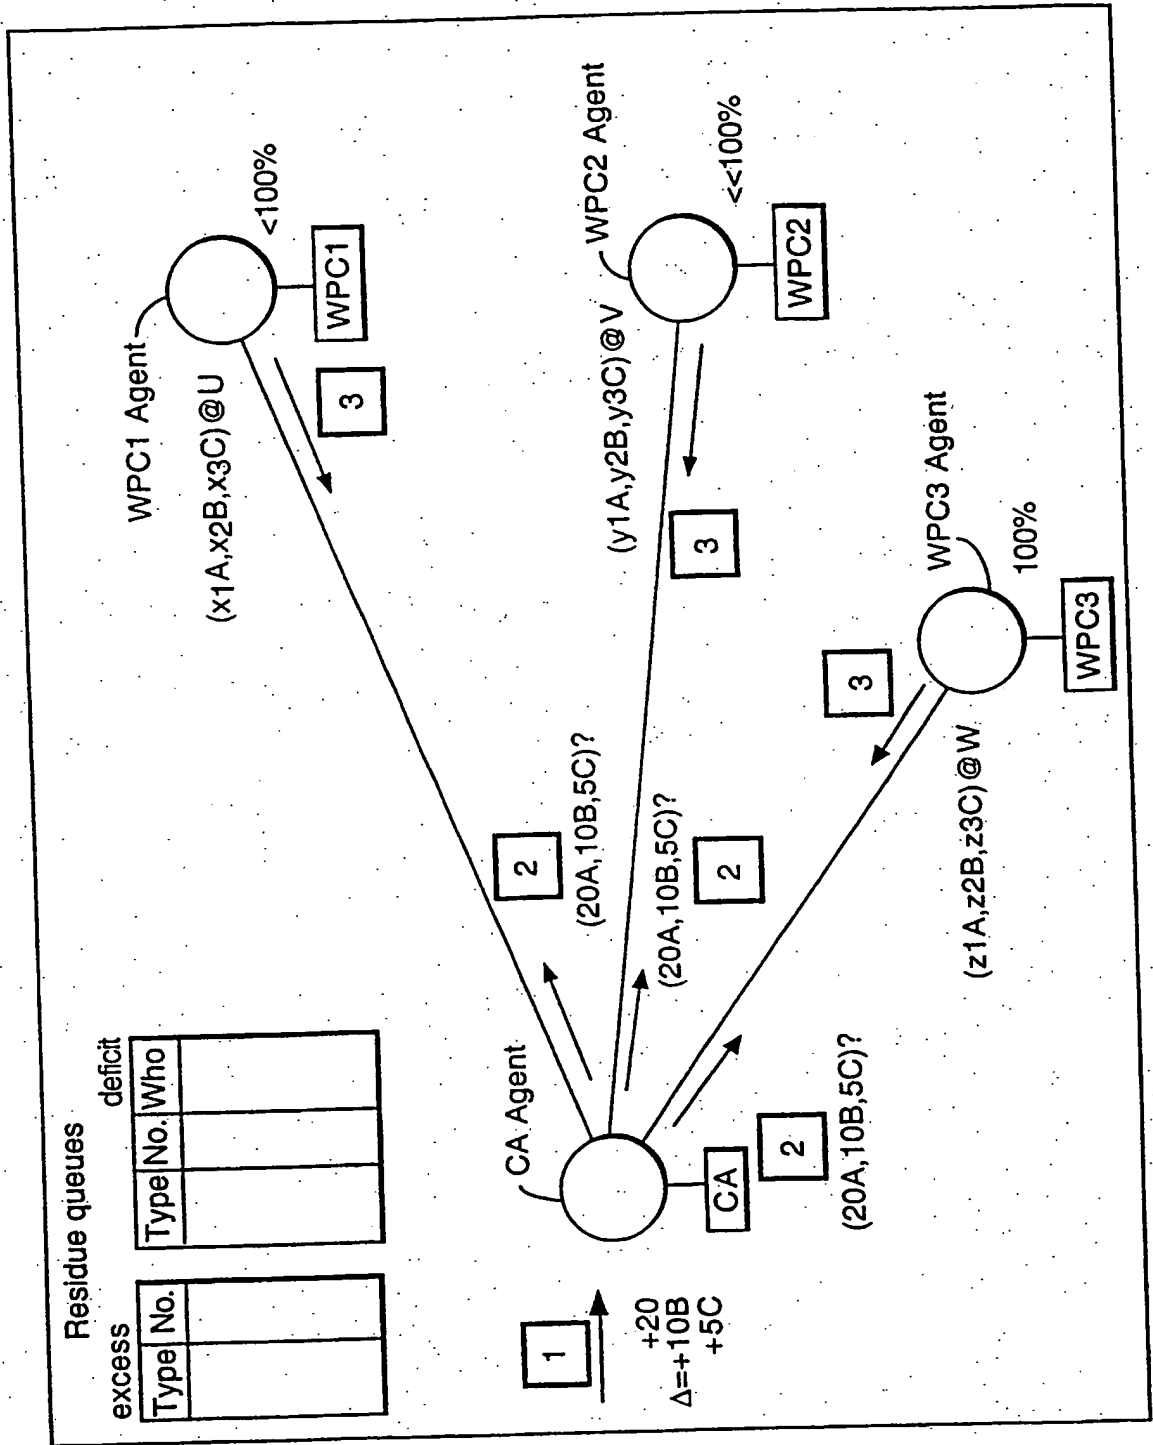 Residue queues
excess
deficit
Type No.
Type No. Who
WPC1 Agent
(x1A,x2B,x3C)@U
<100%
WPC1
3
CA Agent
2
(20A,10B,5C)?
(y1A,y2B,y3C)@V
WPC2 Agent
<<100%
WPC2
3
1
+20
Δ=+10B
+5C
CA
(20A,10B,5C)?
2
3
WPC3 Agent
100%
WPC3
2
(20A,10B,5C)?
(z1A,z2B,z3C)@W